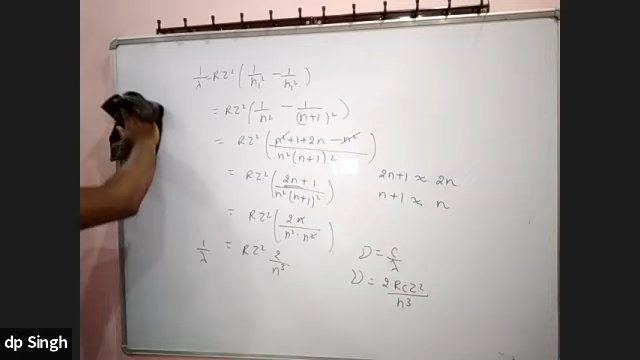 1/λ = RZ² (1/n₁² − 1/n₂²)
= RZ² (1/n² − 1/(n+1)²)
= RZ² (n²+1+2n−n² / n²(n+1)²)
= RZ² (2n+1 / n²(n+1)²)
2n+1 ≈ 2n
n+1 ≈ n
= RZ² (2n / n²·n²)
1/λ = RZ² 2/n³
ν = c/λ
ν = 2RcZ²/n³
dp Singh